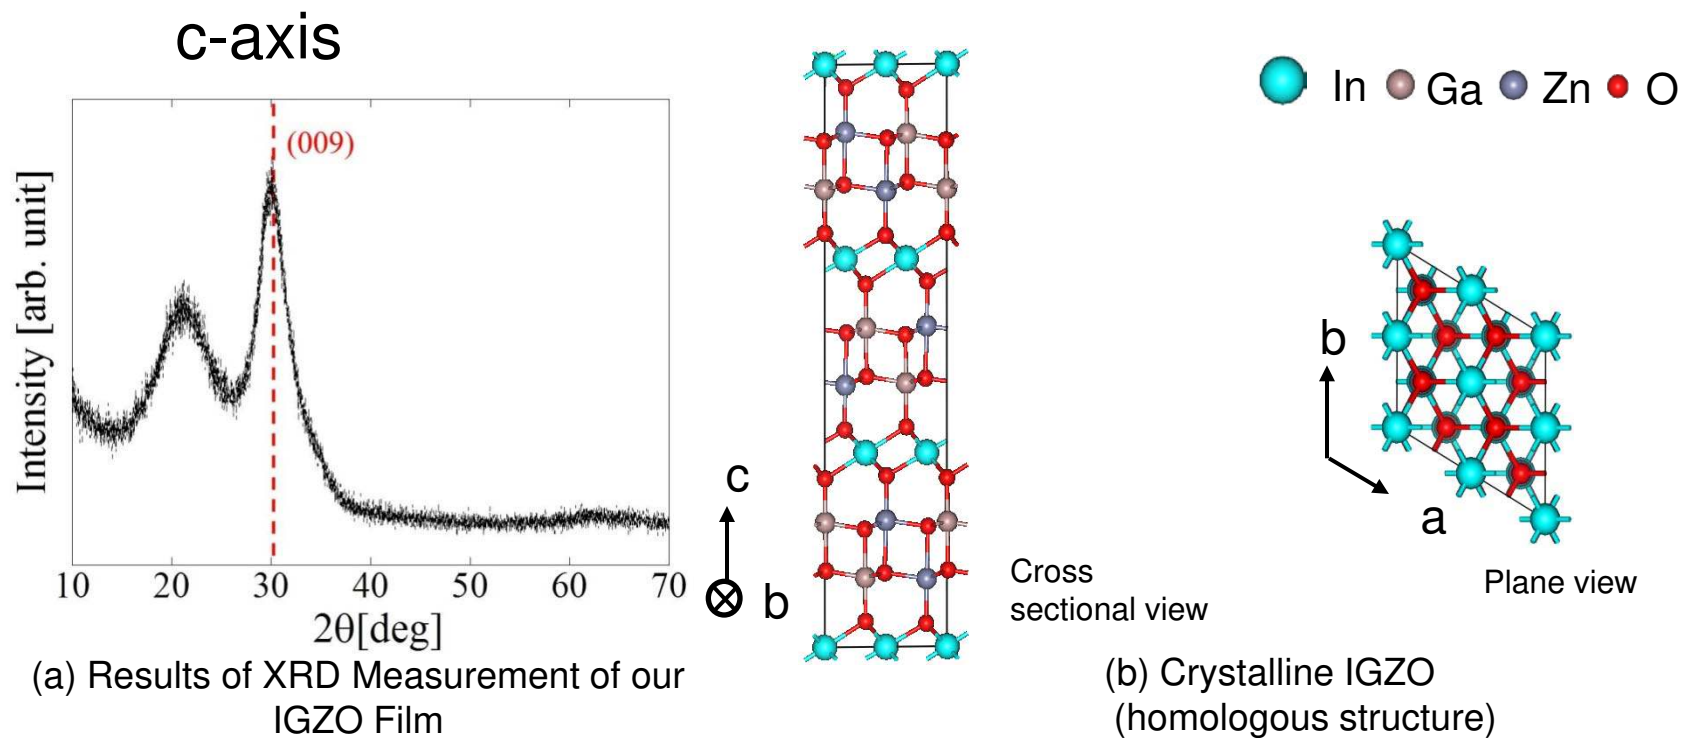 c-axis
Intensity [arb. unit]
(009)
10 20 30 40 50 60 70
2θ[deg]
(a) Results of XRD Measurement of our
IGZO Film
c
b
In Ga Zn O
b
a
Cross
sectional view
Plane view
(b) Crystalline IGZO
(homologous structure)